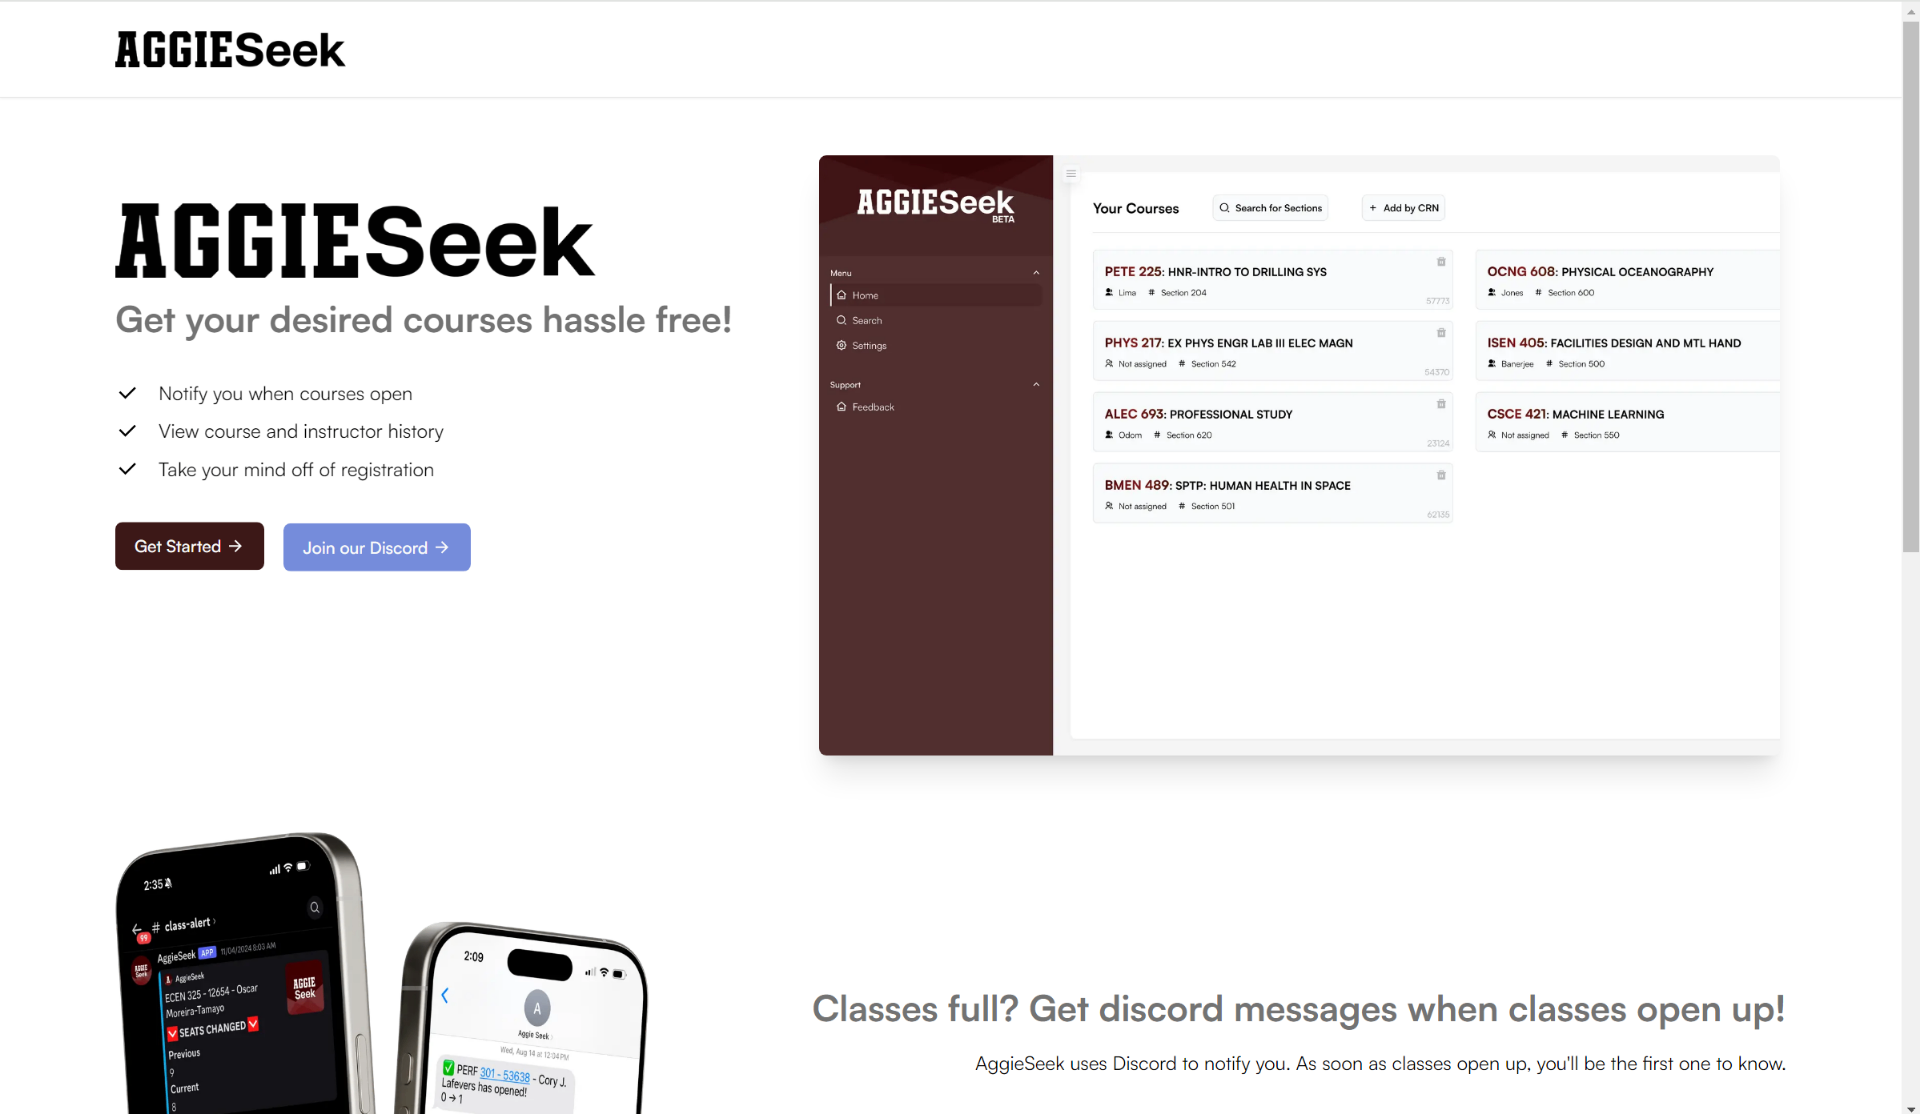 AGGIESeek
AGGIESeek
Get your desired courses hassle free!
Notify you when courses open
View course and instructor history
Take your mind off of registration
Get Started
Join our Discord
AGGIESeek
BETA
Menu
Home
Search
Settings
Support
Feedback
Your Courses
Search for Sections
+ Add by CRN
PETE 225: HNR-INTRO TO DRILLING SYS
Lima # Section 204
57773
PHYS 217: EX PHYS ENGR LAB III ELEC MAGN
Not assigned # Section 542
54370
ALEC 693: PROFESSIONAL STUDY
Odom # Section 620
23124
BMEN 489: SPTP: HUMAN HEALTH IN SPACE
Not assigned # Section 501
62135
OCNG 608: PHYSICAL OCEANOGRAPHY
Jones # Section 600
ISEN 405: FACILITIES DESIGN AND MTL HAND
Banerjee # Section 500
CSCE 421: MACHINE LEARNING
Not assigned # Section 550
2:35
99
# class-alert
AggieSeek APP 11/04/2024 8:03 AM
AGGIE
Seek
AggieSeek
ECEN 325 - 12654 - Oscar
Moreira-Tamayo
SEATS CHANGED
Previous
9
Current
8
AGGIE
Seek
2:09
A
Aggie Seek
Wed, Aug 14 at 12:04 PM
PERF 301 - 53638 - Cory J.
Lafevers has opened!
0 → 1
Classes full? Get discord messages when classes open up!
AggieSeek uses Discord to notify you. As soon as classes open up, you'll be the first one to know.